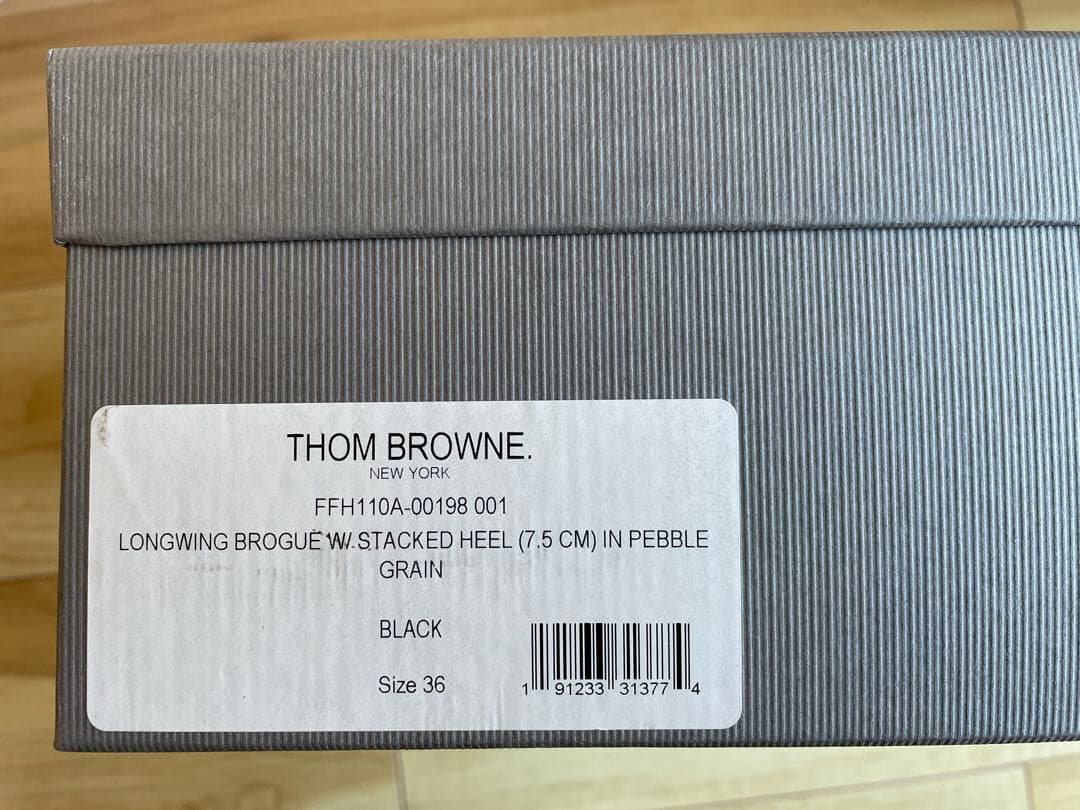 THOM BROWNE.
NEW YORK
FFH110A-00198 001
LONGWING BROGUE W/ STACKED HEEL (7.5 CM) IN PEBBLE
GRAIN
BLACK
Size 36
1 91233 31377 4